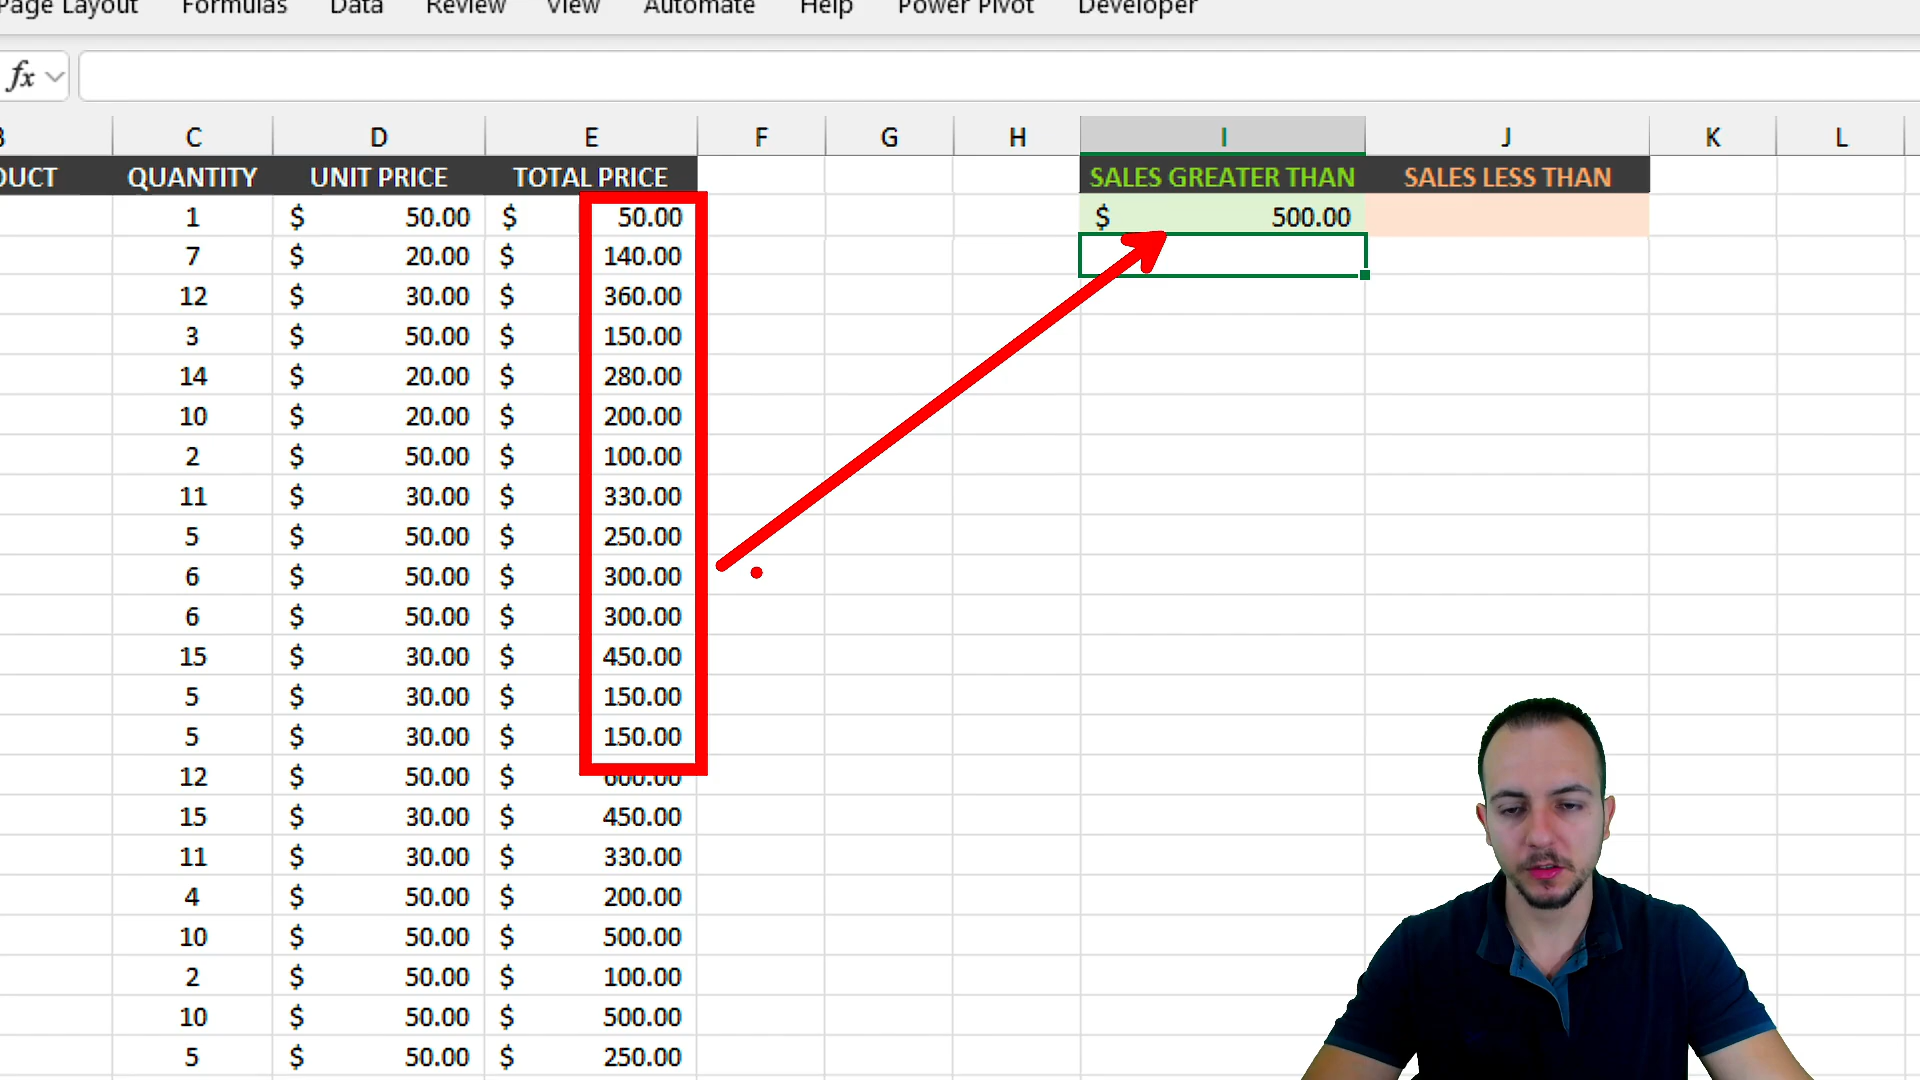 Page Layout Formulas Data Review View Automate Help Power Pivot Developer
fx
C D E F G H I J K L
QUANTITY UNIT PRICE TOTAL PRICE SALES GREATER THAN SALES LESS THAN
1 $ 50.00 $ 50.00 $ 500.00
7 $ 20.00 $ 140.00
12 $ 30.00 $ 360.00
3 $ 50.00 $ 150.00
14 $ 20.00 $ 280.00
10 $ 20.00 $ 200.00
2 $ 50.00 $ 100.00
11 $ 30.00 $ 330.00
5 $ 50.00 $ 250.00
6 $ 50.00 $ 300.00
6 $ 50.00 $ 300.00
15 $ 30.00 $ 450.00
5 $ 30.00 $ 150.00
5 $ 30.00 $ 150.00
12 $ 50.00 $ 600.00
15 $ 30.00 $ 450.00
11 $ 30.00 $ 330.00
4 $ 50.00 $ 200.00
10 $ 50.00 $ 500.00
2 $ 50.00 $ 100.00
10 $ 50.00 $ 500.00
5 $ 50.00 $ 250.00